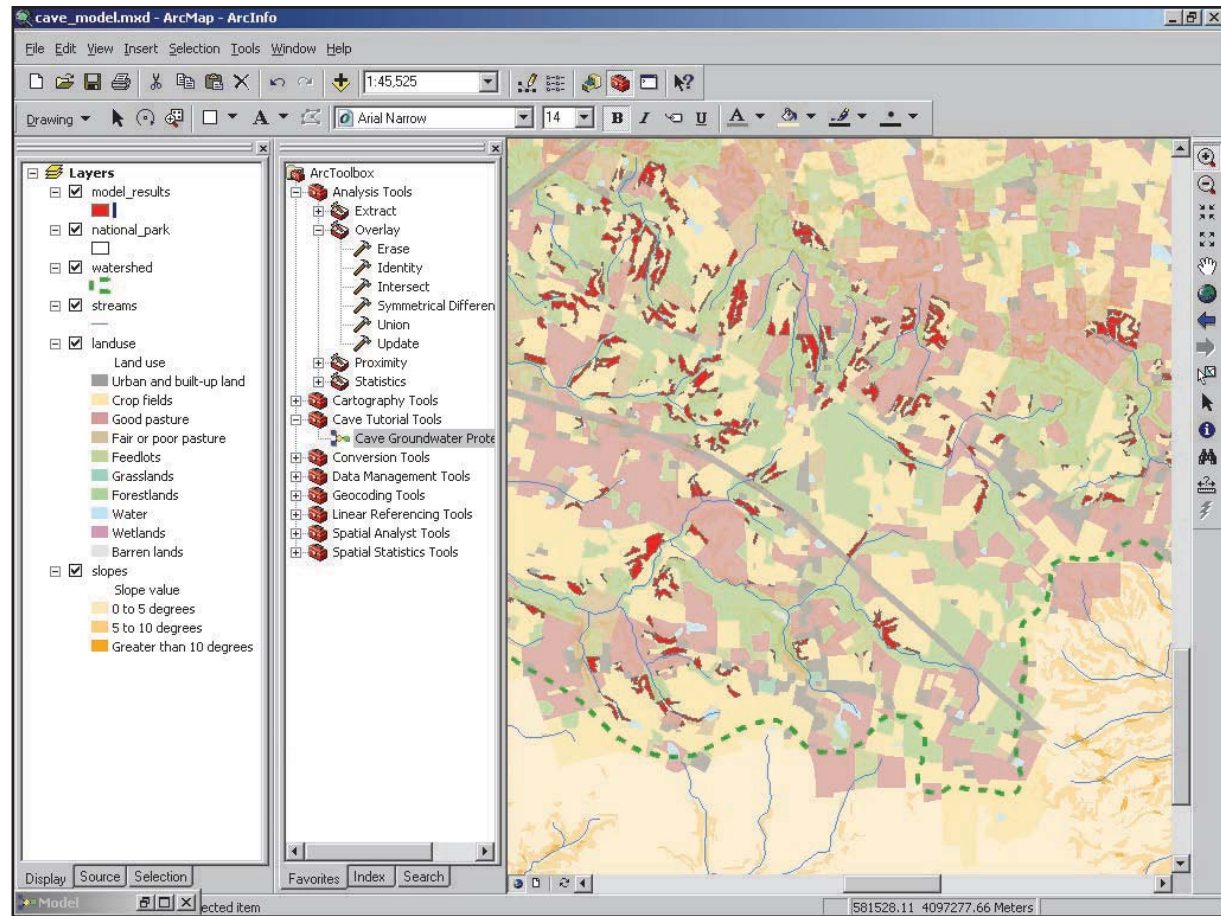 cave_model.mxd - ArcMap - ArcInfo
File Edit View Insert Selection Tools Window Help
1:45,525
Drawing A Arial Narrow 14 B I U A
Layers
model_results
national_park
watershed
streams
landuse
Land use
Urban and built-up land
Crop fields
Good pasture
Fair or poor pasture
Feedlots
Grasslands
Forestlands
Water
Wetlands
Barren lands
slopes
Slope value
0 to 5 degrees
5 to 10 degrees
Greater than 10 degrees
Display Source Selection
ArcToolbox
Analysis Tools
Extract
Overlay
Erase
Identity
Intersect
Symmetrical Differen
Union
Update
Proximity
Statistics
Cartography Tools
Cave Tutorial Tools
Cave Groundwater Prote
Conversion Tools
Data Management Tools
Geocoding Tools
Linear Referencing Tools
Spatial Analyst Tools
Spatial Statistics Tools
Favorites Index Search
Model
ected item
581528.11 4097277.66 Meters